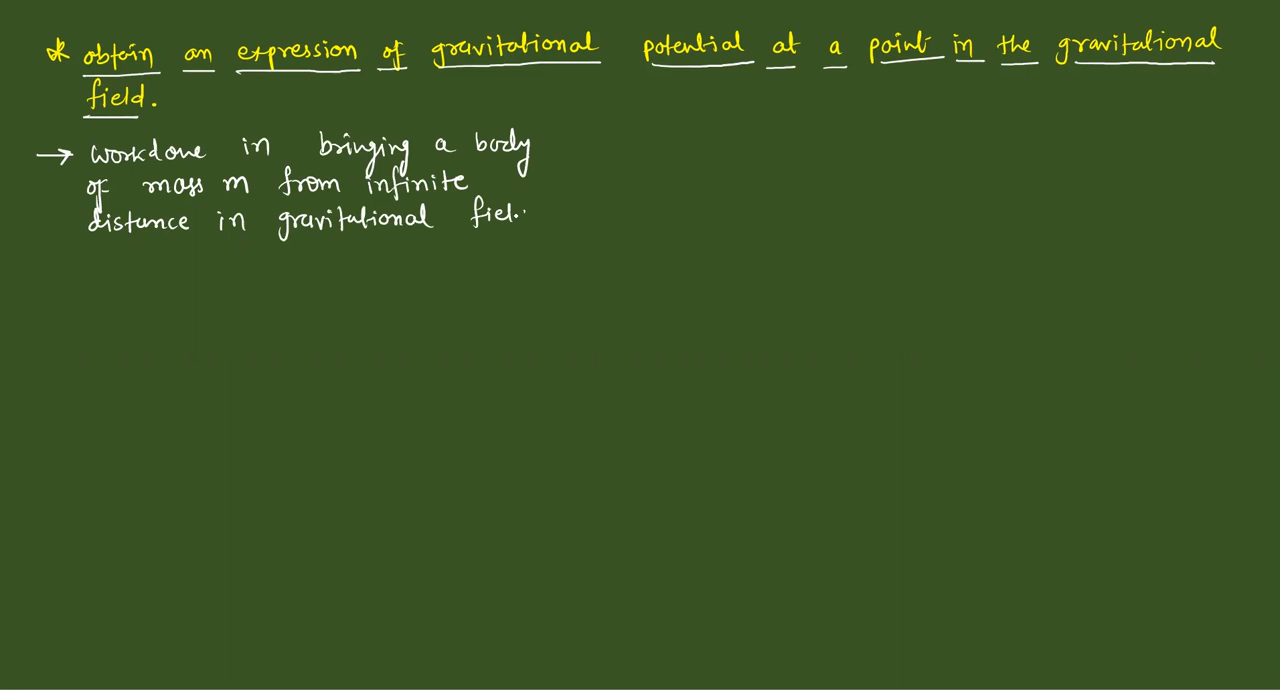 * obtain an expression of gravitational potential at a point in the gravitational
field.
→ workdone in bringing a body
of mass m from infinite
distance in gravitational fiel